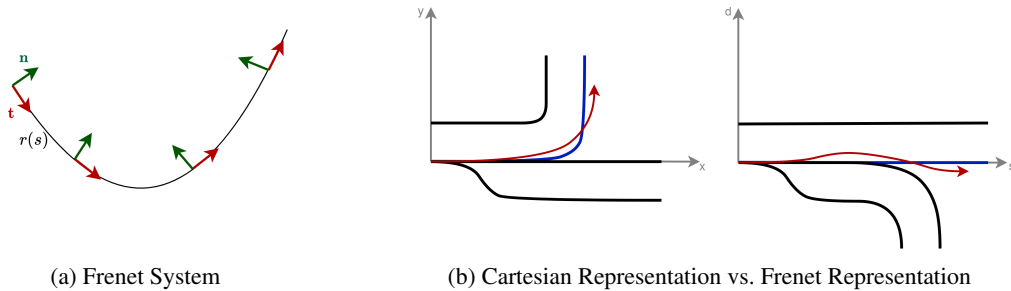 n
t
r(s)
y
x
d
s
(a) Frenet System
(b) Cartesian Representation vs. Frenet Representation